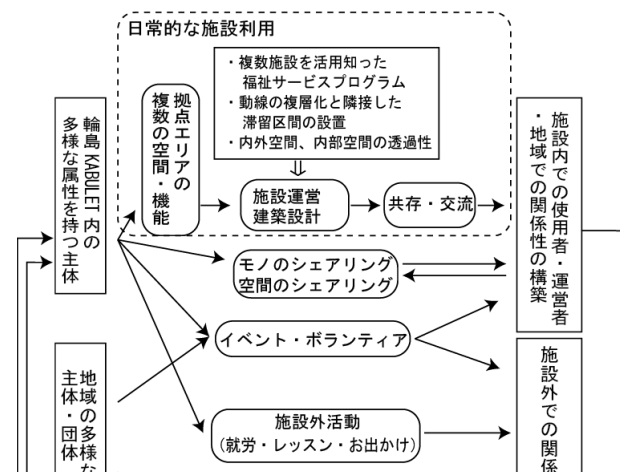 日常的な施設利用
・複数施設を活用知った
福祉サービスプログラム
・動線の複層化と隣接した
滞留区間の設置
・内外空間、内部空間の透過性
拠点エリアの
複数の空間・機能
施設運営
建築設計
共存・交流
輪島 KABULET 内の
多様な属性を持つ主体
施設内での使用者・運営者
・地域での関係性の構築
モノのシェアリング
空間のシェアリング
イベント・ボランティア
地域の多様な
主体・団体
施設外活動
(就労・レッスン・お出かけ)
施設外での関係